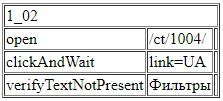 1_02
open /ct/1004/
clickAndWait link=UA
verifyTextNotPresent Фильтры